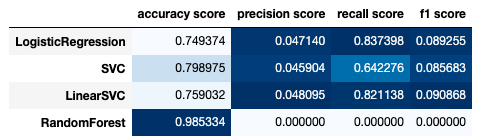 accuracy score precision score recall score f1 score
LogisticRegression 0.749374 0.047140 0.837398 0.089255
SVC 0.798975 0.045904 0.642276 0.085683
LinearSVC 0.759032 0.048095 0.821138 0.090868
RandomForest 0.985334 0.000000 0.000000 0.000000